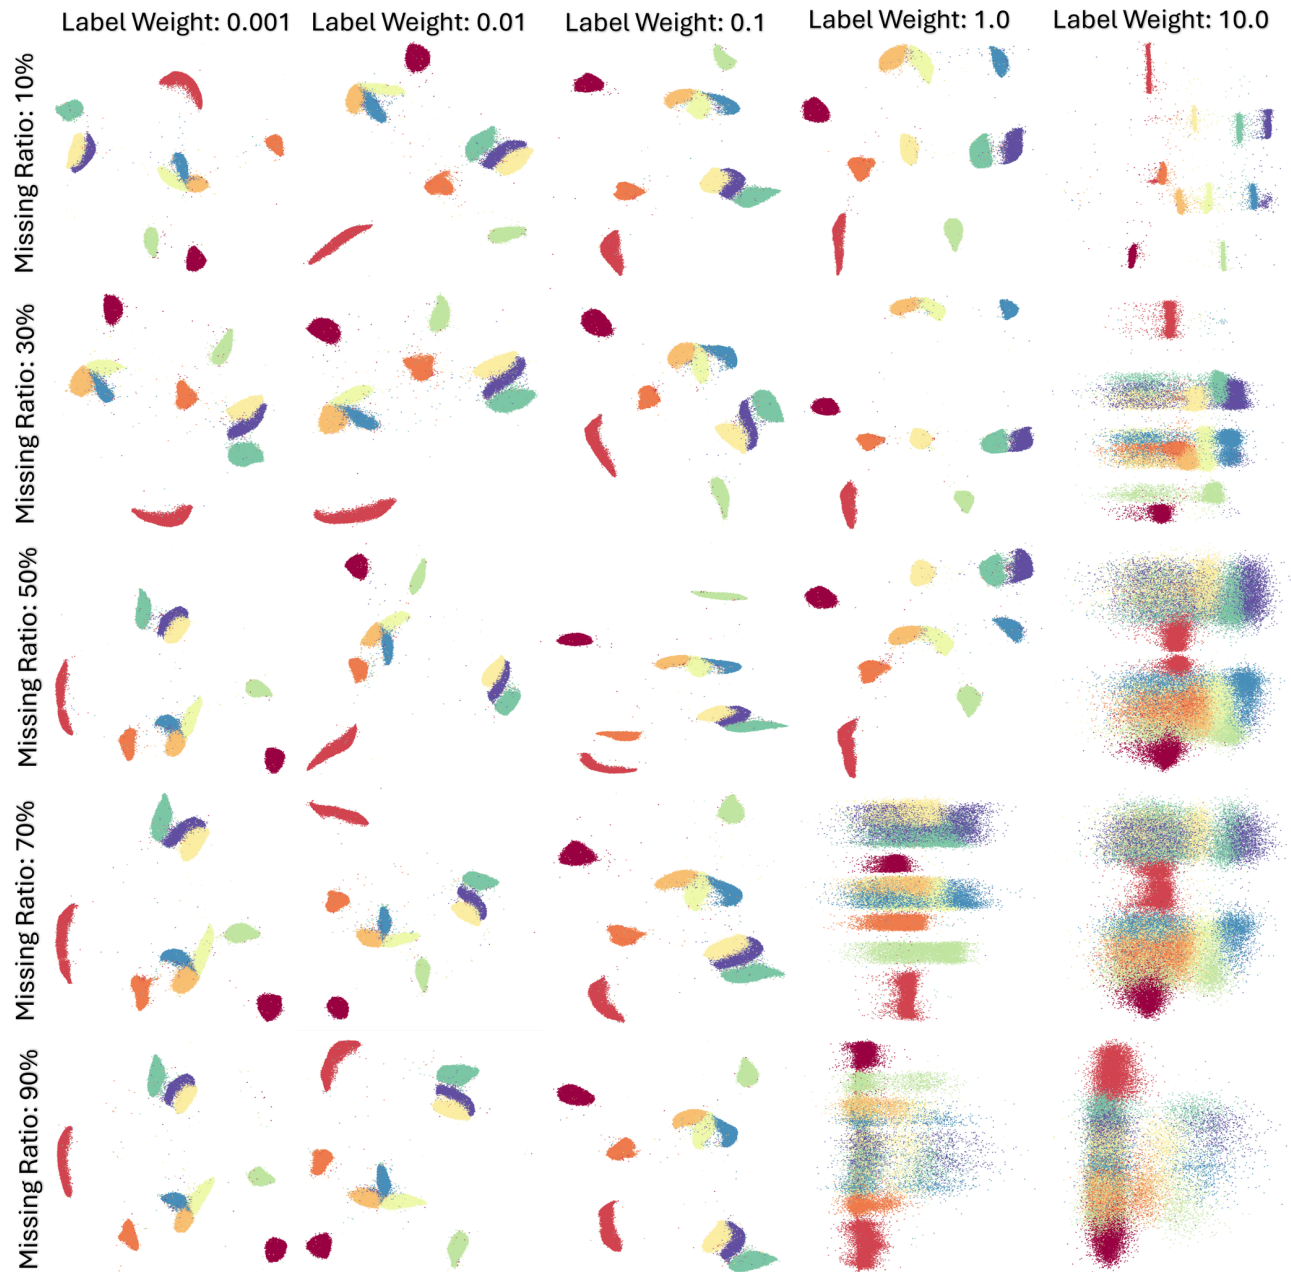 Label Weight: 0.001
Label Weight: 0.01
Label Weight: 0.1
Label Weight: 1.0
Label Weight: 10.0
Missing Ratio: 10%
Missing Ratio: 30%
Missing Ratio: 50%
Missing Ratio: 70%
Missing Ratio: 90%